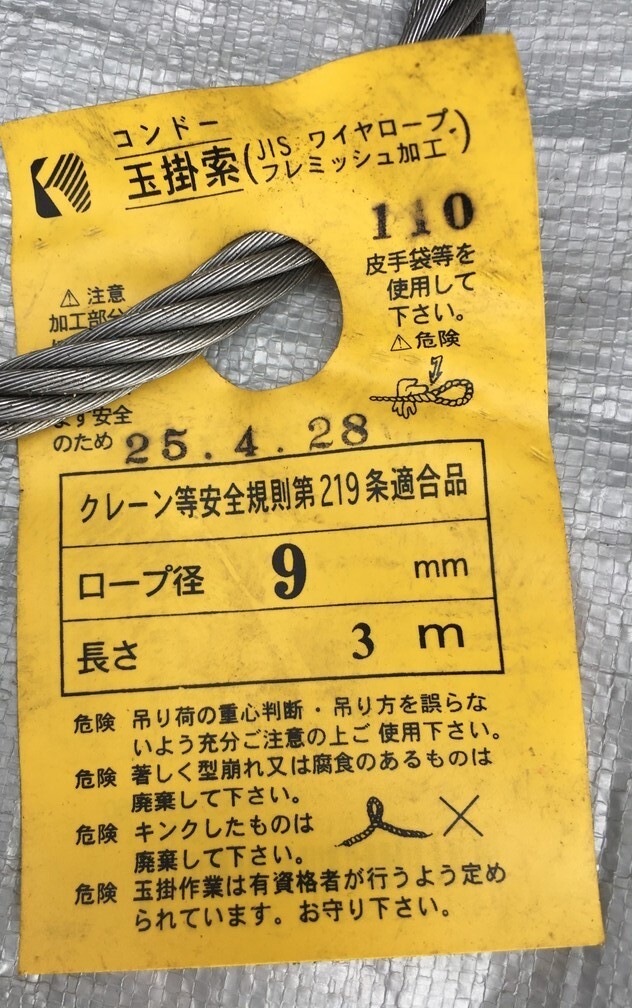 コンドー
玉掛索(JIS ワイヤロープ・フレミッシュ加工)
110
皮手袋等を
使用して
下さい。
⚠危険
⚠注意
加工部分
ます安全
のため
25.4.28
クレーン等安全規則第219条適合品
ロープ径 9 mm
長さ 3 m
危険 吊り荷の重心判断・吊り方を誤らな
いよう充分ご注意の上ご使用下さい。
危険 著しく型崩れ又は腐食のあるものは
廃棄して下さい。
危険 キンクしたものは
廃棄して下さい。
危険 玉掛作業は有資格者が行うよう定め
られています。お守り下さい。